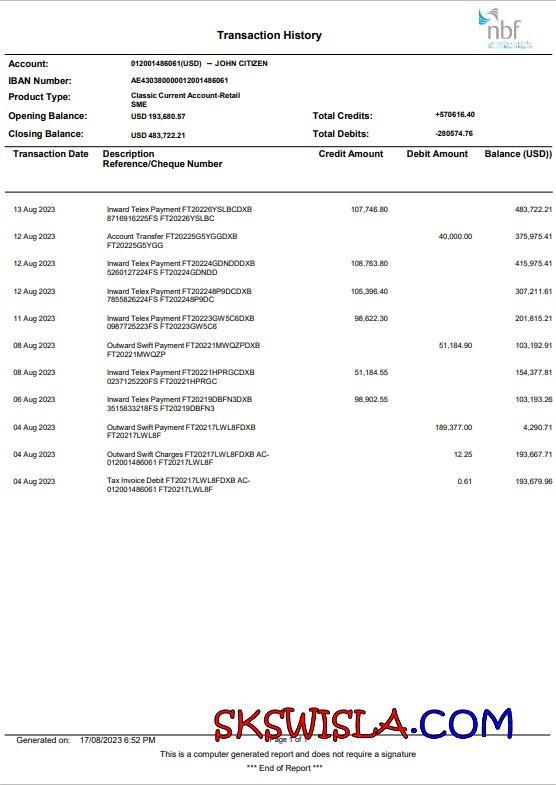 nbf
Transaction History
Account: 012001486061(USD) -- JOHN CITIZEN
IBAN Number: AE430380000012001486061
Product Type: Classic Current Account-Retail
SME
Opening Balance: USD 193,680.57 Total Credits: +570616.40
Closing Balance: USD 483,722.21 Total Debits: -280574.76
Transaction Date Description Credit Amount Debit Amount Balance (USD))
Reference/Cheque Number
13 Aug 2023 Inward Telex Payment FT20226YSLBCDXB 107,746.80 483,722.21
8716916225FS FT20226YSLBC
12 Aug 2023 Account Transfer FT20225G5YGGDXB 40,000.00 375,975.41
FT20225G5YGG
12 Aug 2023 Inward Telex Payment FT20224GDNDDDXB 108,763.80 415,975.41
5260127224FS FT20224GDNDD
12 Aug 2023 Inward Telex Payment FT202248P9DCDXB 105,396.40 307,211.61
7855826224FS FT202248P9DC
11 Aug 2023 Inward Telex Payment FT20223GW5C6DXB 98,622.30 201,815.21
0987725223FS FT20223GW5C6
08 Aug 2023 Outward Swift Payment FT20221MWQZPDXB 51,184.90 103,192.91
FT20221MWQZP
08 Aug 2023 Inward Telex Payment FT20221HPRGCDXB 51,184.55 154,377.81
0237125220FS FT20221HPRGC
06 Aug 2023 Inward Telex Payment FT20219DBFN3DXB 98,902.55 103,193.26
3515833218FS FT20219DBFN3
04 Aug 2023 Outward Swift Payment FT20217LWL8FDXB 189,377.00 4,290.71
FT20217LWL8F
04 Aug 2023 Outward Swift Charges FT20217LWL8FDXB AC- 12.25 193,667.71
012001486061 FT20217LWL8F
04 Aug 2023 Tax Invoice Debit FT20217LWL8FDXB AC- 0.61 193,679.96
012001486061 FT20217LWL8F
SKSWISLA.COM
Generated on: 17/08/2023 6:52 PM Page 1 of 1
This is a computer generated report and does not require a signature
*** End of Report ***